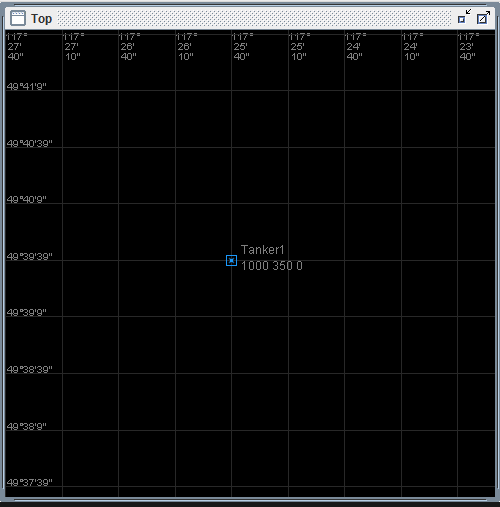 Top
117° 117° 117° 117° 117° 117° 117° 117° 117°
27' 27' 26' 26' 25' 25' 24' 24' 23'
40" 10" 40" 10" 40" 10" 40" 10" 40"
49°41'9"
49°40'39"
49°40'9"
Tanker1
49°39'39"
1000 350 0
49°39'9"
49°38'39"
49°38'9"
49°37'39"